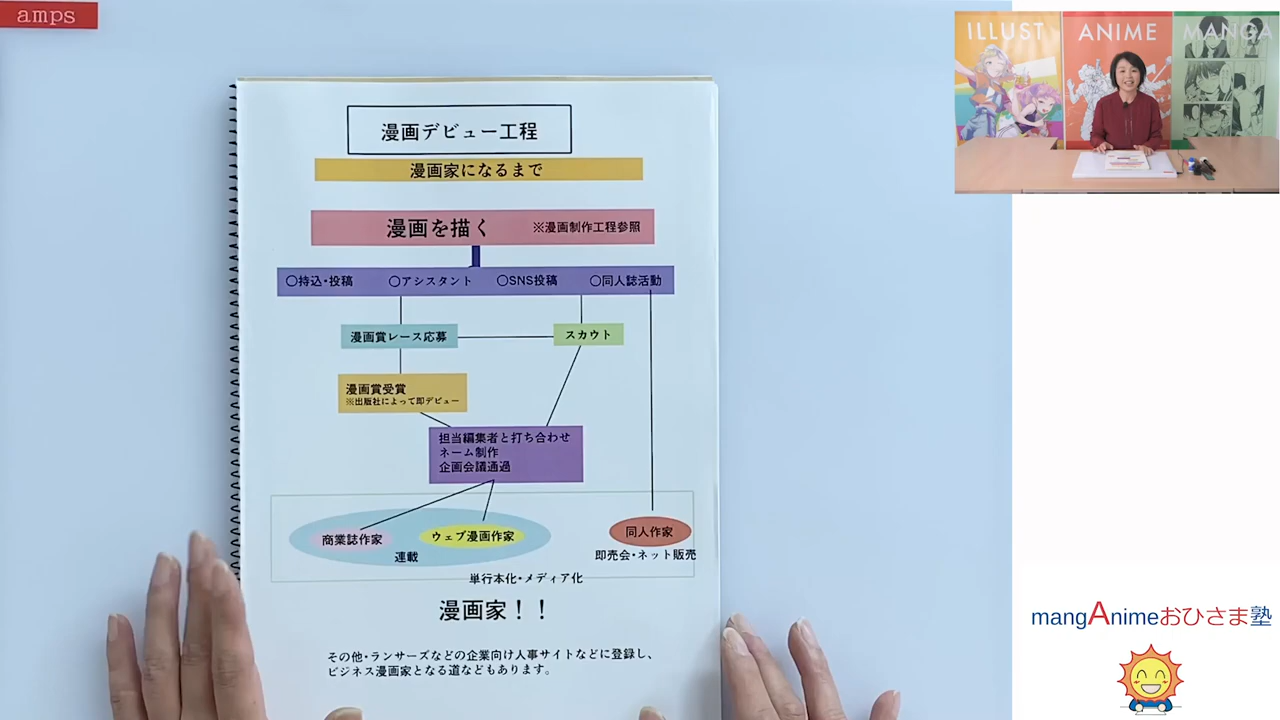 amps
ILLUST ANIME MANGA
漫画デビュー工程
漫画家になるまで
漫画を描く ※漫画制作工程参照
〇持込・投稿 〇アシスタント 〇SNS投稿 〇同人誌活動
漫画賞レース応募 スカウト
漫画賞受賞
※出版社によって即デビュー
担当編集者と打ち合わせ
ネーム制作
企画会議通過
商業誌作家 ウェブ漫画作家 同人作家
連載 即売会・ネット販売
単行本化・メディア化
漫画家！！
その他・ランサーズなどの企業向け人事サイトなどに登録し、
ビジネス漫画家となる道などもあります。
mangAnimeおひさま塾